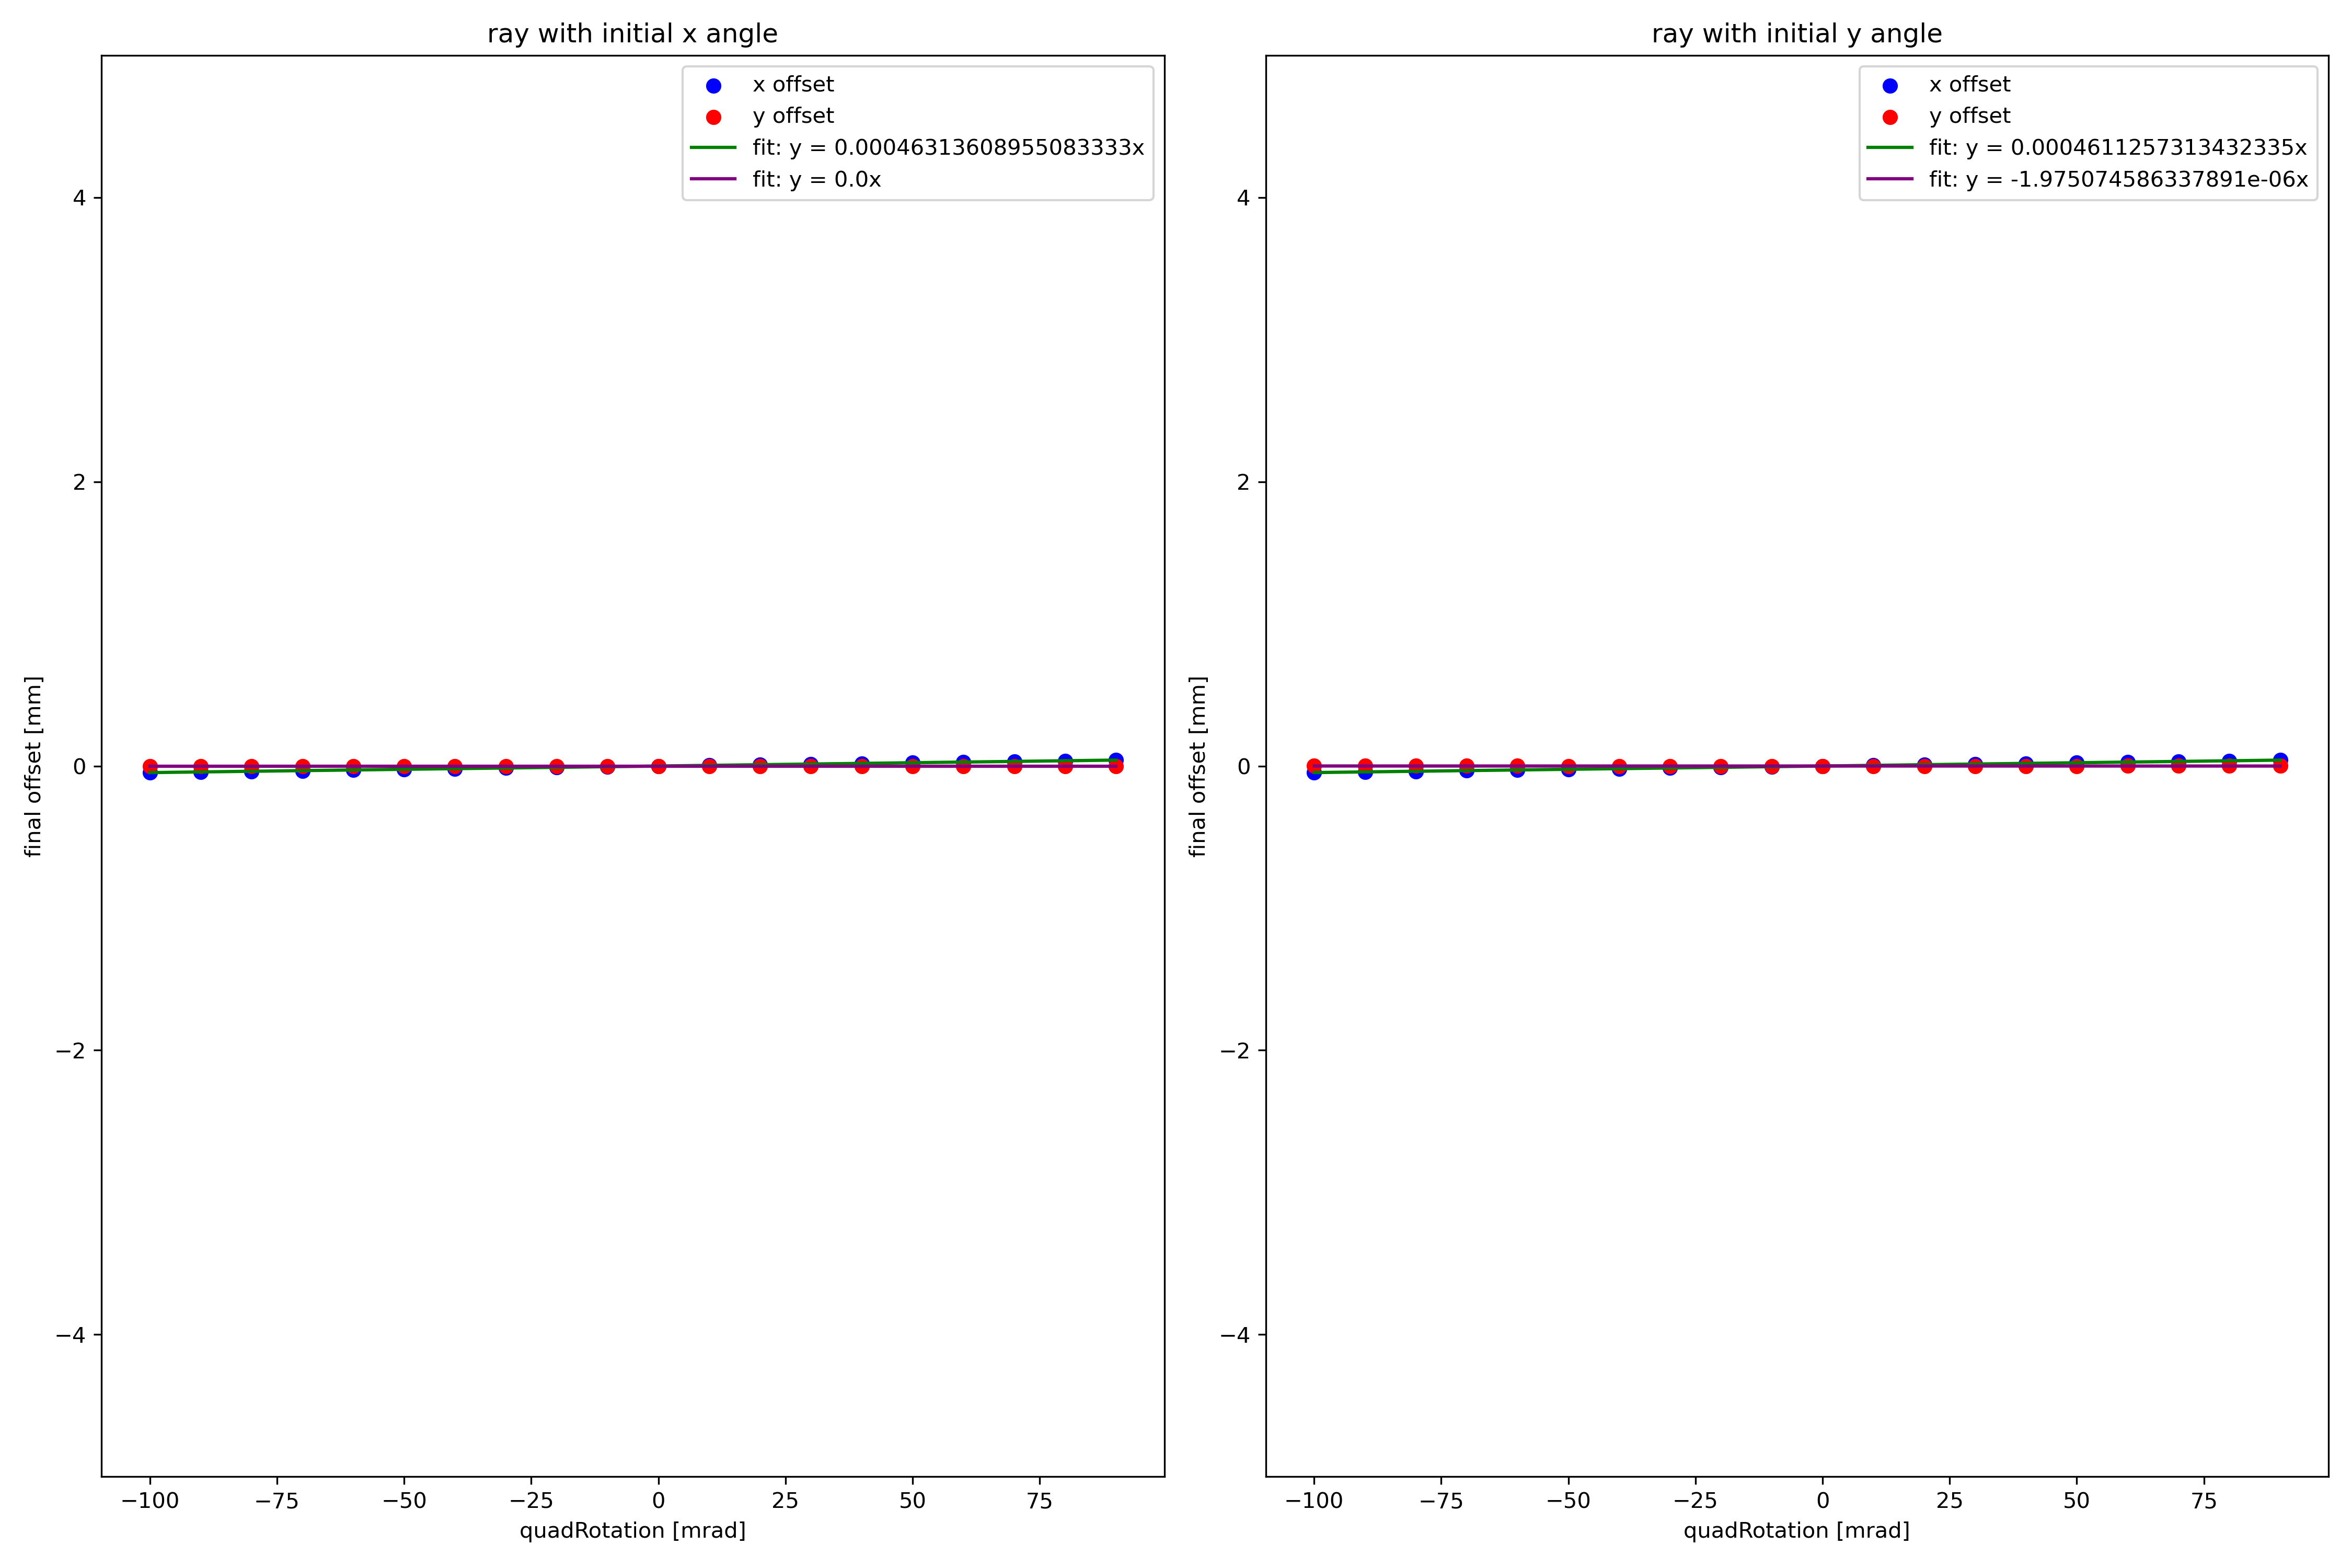 ray with initial x angle
x offset
y offset
fit: y = 0.00046313608955083333x
fit: y = 0.0x
4
2
0
−2
−4
final offset [mm]
−100 −75 −50 −25 0 25 50 75
quadRotation [mrad]
ray with initial y angle
x offset
y offset
fit: y = 0.0004611257313432335x
fit: y = -1.975074586337891e-06x
4
2
0
−2
−4
final offset [mm]
−100 −75 −50 −25 0 25 50 75
quadRotation [mrad]